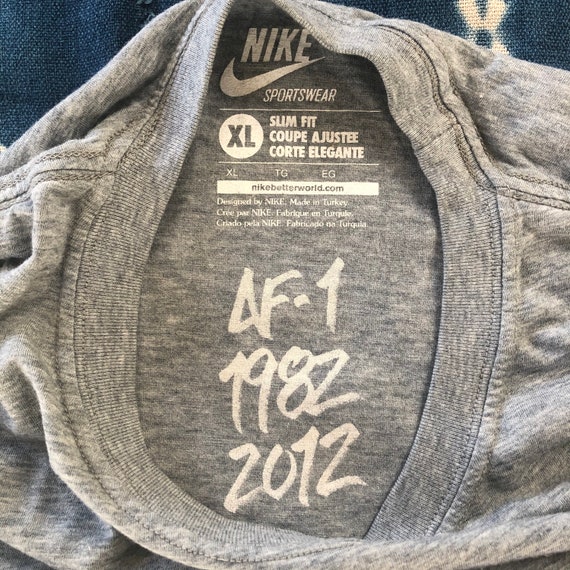 NIKE
SPORTSWEAR
XL
SLIM FIT
COUPE AJUSTEE
CORTE ELEGANTE
XL TG EG
nikebetterworld.com
Designed by NIKE. Made in Turkey.
Créé par NIKE. Fabriqué en Turquie.
Criado pela NIKE. Fabricado na Turquia
AF-1
1982
2012